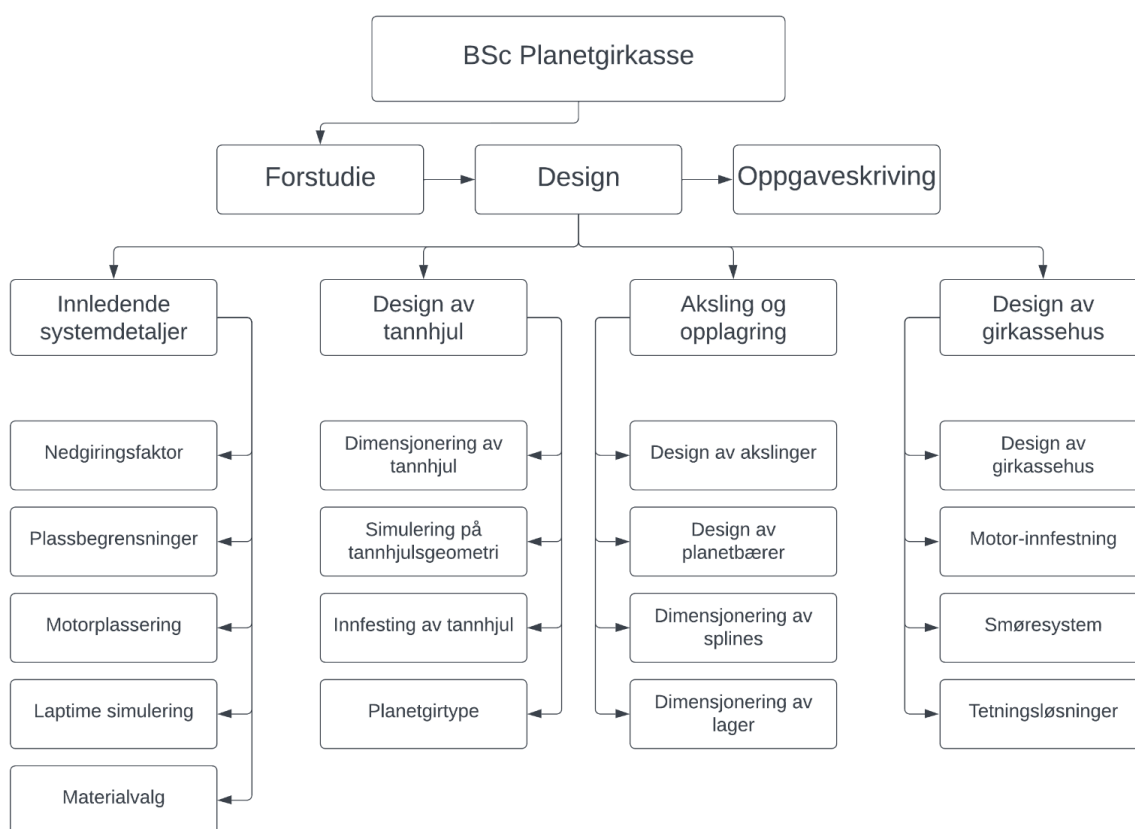 BSc Planetgirkasse
Forstudie
Design
Oppgaveskriving
Innledende
systemdetaljer
Design av
tannhjul
Aksling og
opplagring
Design av
girkassehus
Nedgiringsfaktor
Plassbegrensninger
Motorplassering
Laptime simulering
Materialvalg
Dimensjonering av
tannhjul
Simulering på
tannhjulsgeometri
Innfesting av tannhjul
Planetgirtype
Design av akslinger
Design av
planetbærer
Dimensjonering av
splines
Dimensjonering av
lager
Design av
girkassehus
Motor-innfestning
Smøresystem
Tetningsløsninger